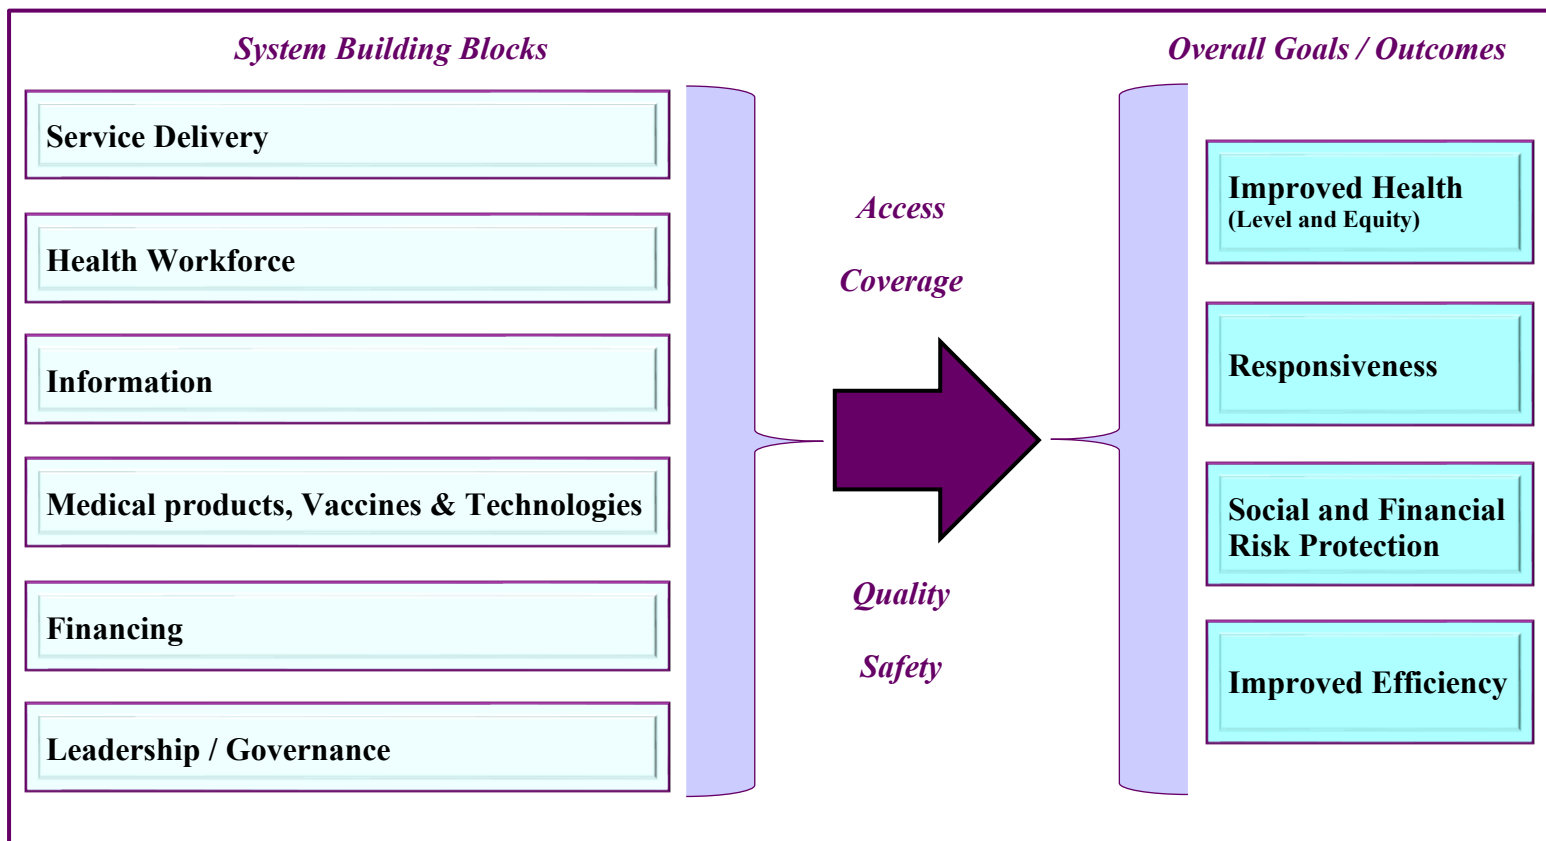 System Building Blocks
Service Delivery
Health Workforce
Information
Medical products, Vaccines & Technologies
Financing
Leadership / Governance
Access
Coverage
Quality
Safety
Overall Goals / Outcomes
Improved Health
(Level and Equity)
Responsiveness
Social and Financial
Risk Protection
Improved Efficiency